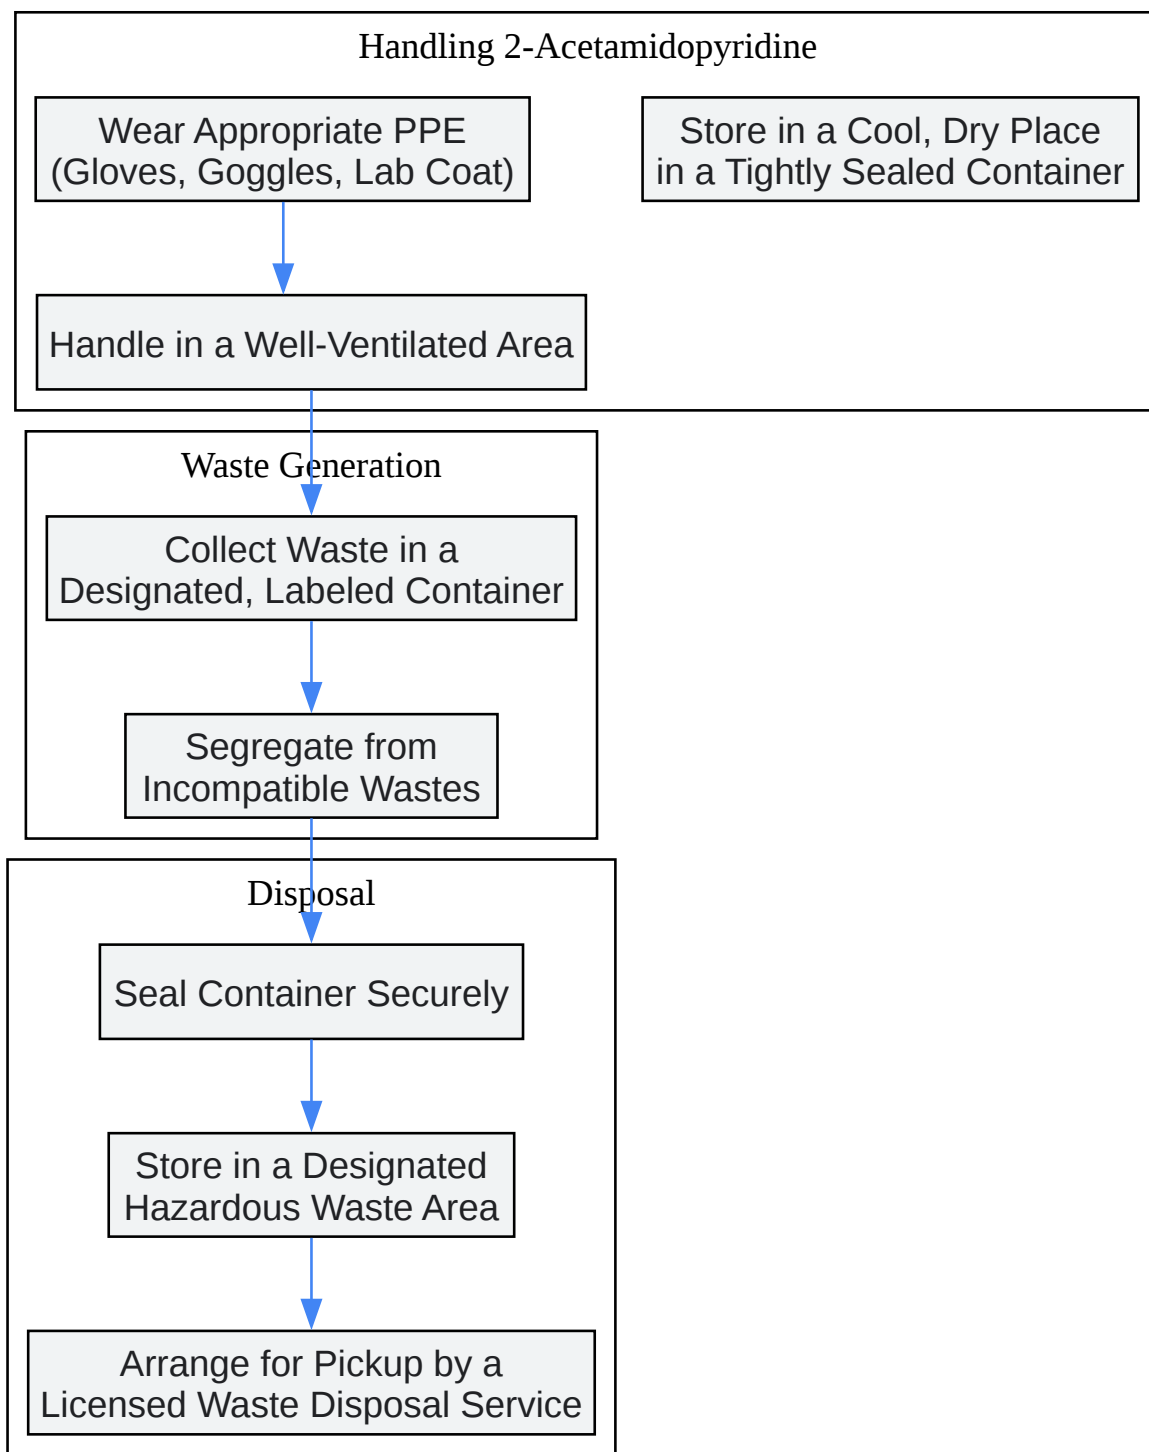 Handling 2-Acetamidopyridine
Wear Appropriate PPE
(Gloves, Goggles, Lab Coat)
Store in a Cool, Dry Place
in a Tightly Sealed Container
Handle in a Well-Ventilated Area
Waste Generation
Collect Waste in a
Designated, Labeled Container
Segregate from
Incompatible Wastes
Disposal
Seal Container Securely
Store in a Designated
Hazardous Waste Area
Arrange for Pickup by a
Licensed Waste Disposal Service